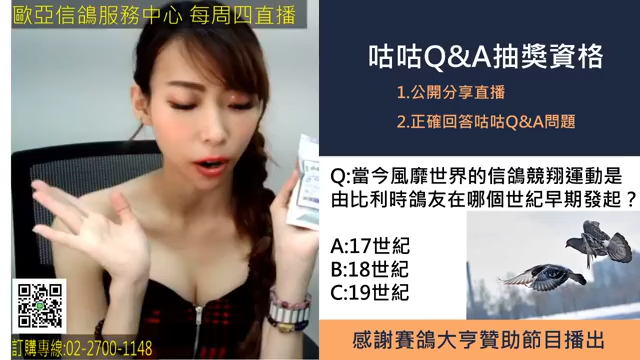 歐亞信鴿服務中心 每周四直播
訂購專線:02-2700-1148
咕咕Q&A抽獎資格
1.公開分享直播
2.正確回答咕咕Q&A問題
Q:當今風靡世界的信鴿競翔運動是
由比利時鴿友在哪個世紀早期發起？
A:17世紀
B:18世紀
C:19世紀
感謝賽鴿大亨贊助節目播出